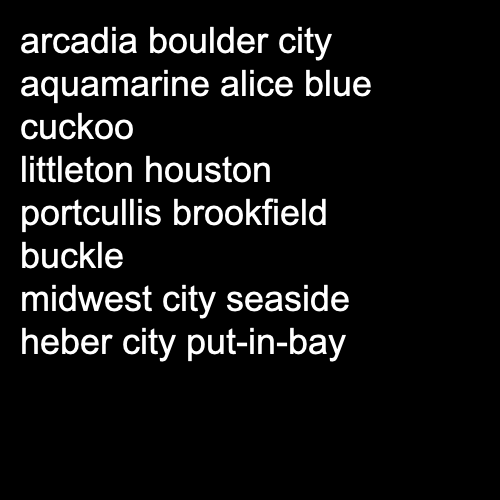 arcadia boulder city
aquamarine alice blue
cuckoo
littleton houston
portcullis brookfield
buckle
midwest city seaside
heber city put-in-bay